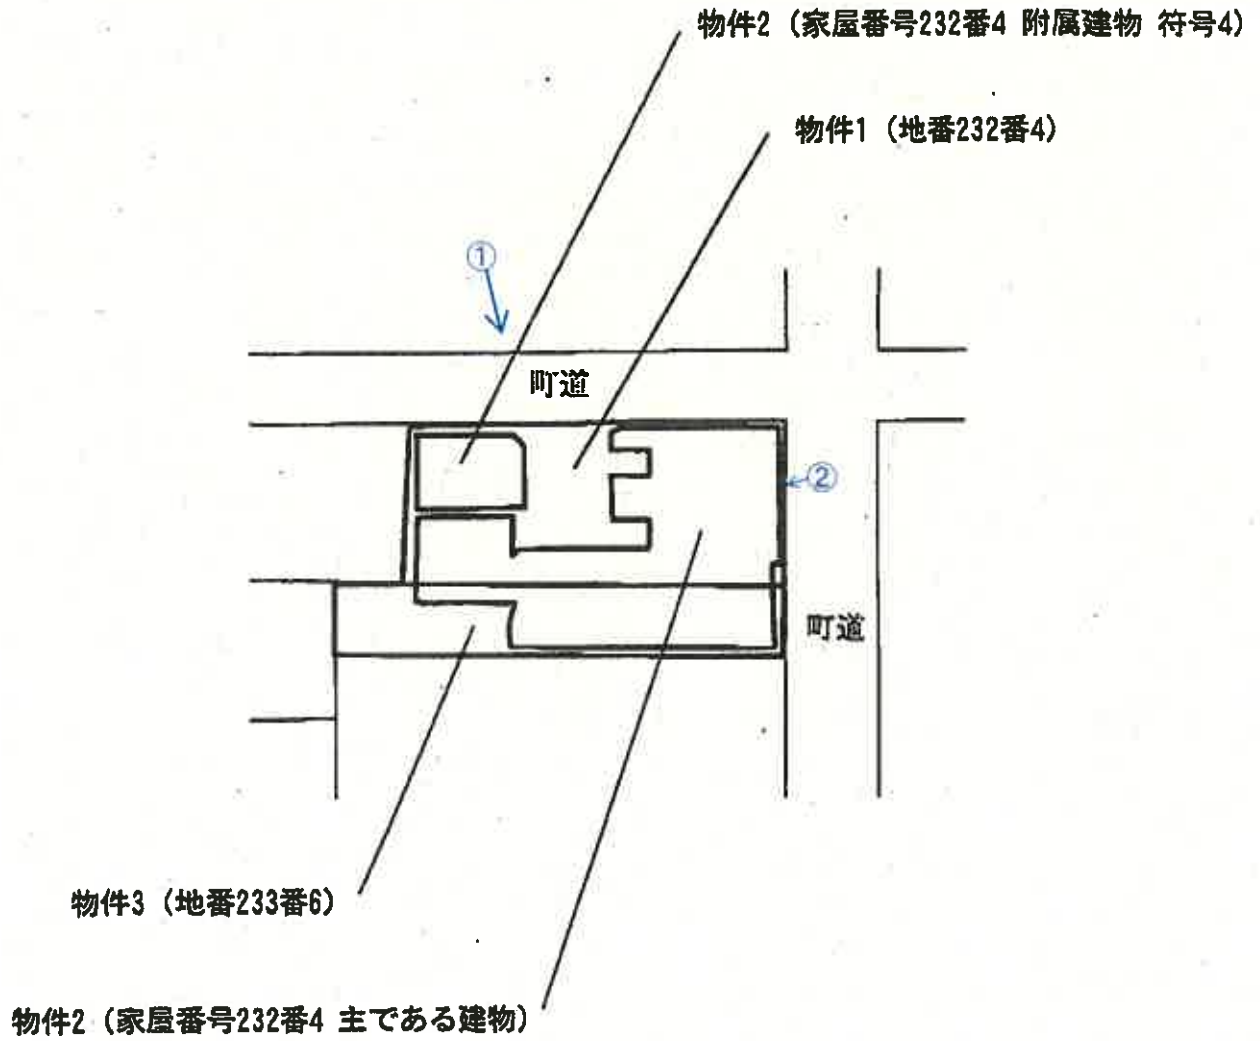 物件2（家屋番号232番4 附属建物 符号4）
物件1（地番232番4）
①
町道
②
町道
物件3（地番233番6）
物件2（家屋番号232番4 主である建物）